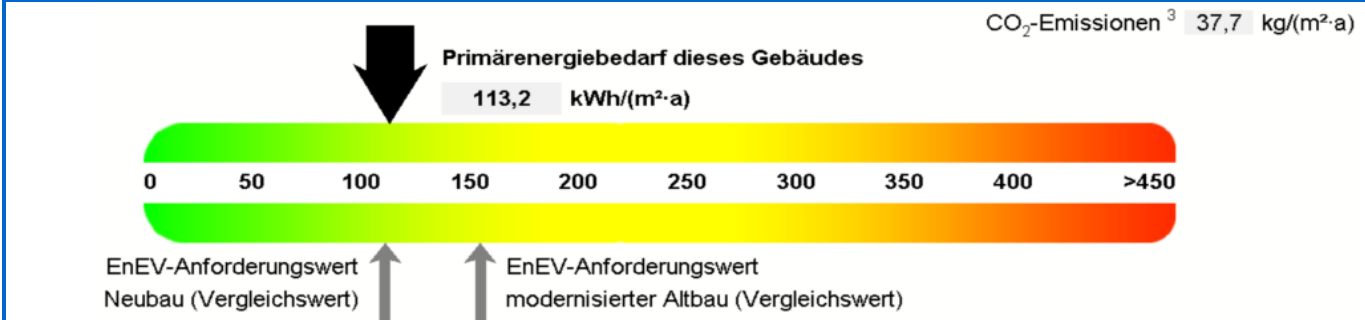 CO₂-Emissionen ³ 37,7 kg/(m²·a)
Primärenergiebedarf dieses Gebäudes
113,2 kWh/(m²·a)
0 50 100 150 200 250 300 350 400 >450
EnEV-Anforderungswert
Neubau (Vergleichswert)
EnEV-Anforderungswert
modernisierter Altbau (Vergleichswert)